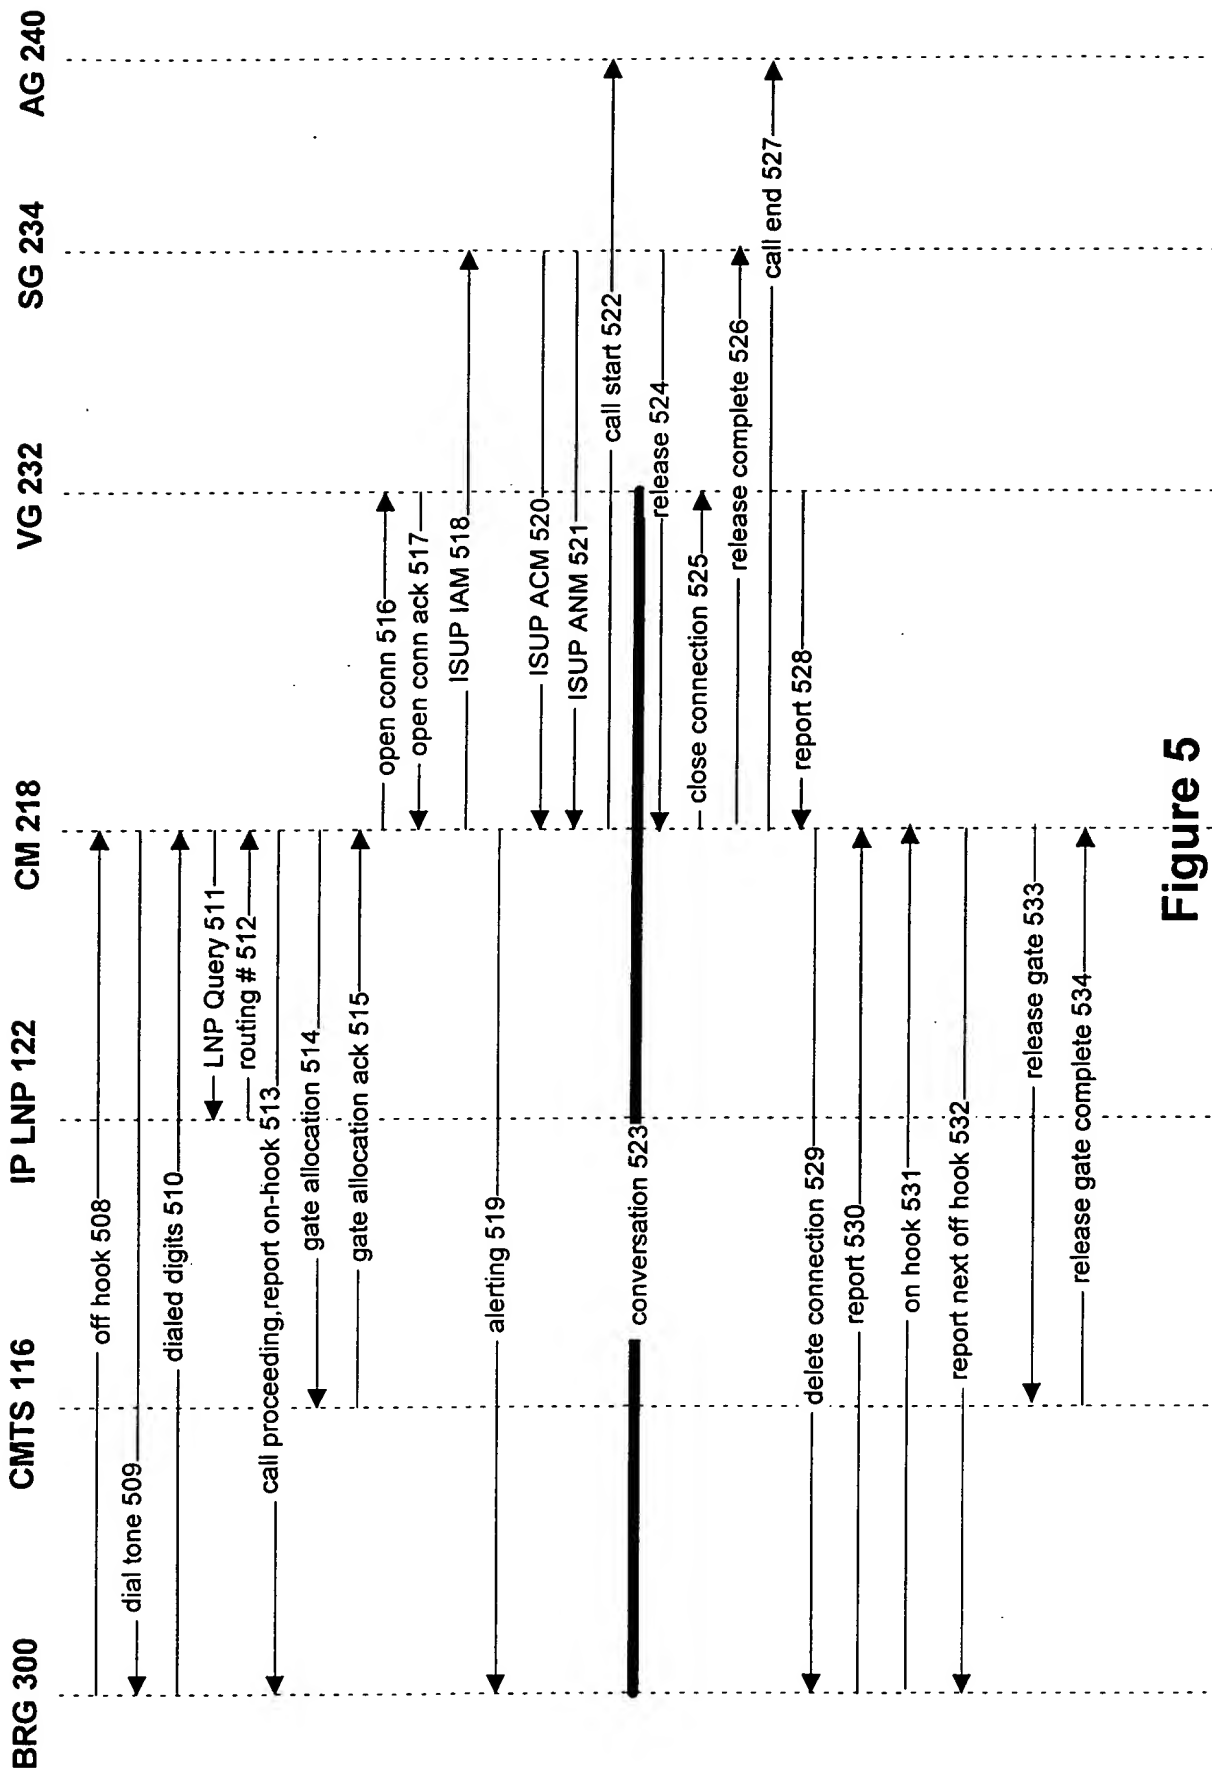 BRG 300
CMTS 116
IP LNP 122
CM 218
VG 232
SG 234
AG 240
off hook 508
dial tone 509
dialed digits 510
LNP Query 511
routing # 512
call proceeding,report on-hook 513
gate allocation 514
gate allocation ack 515
open conn 516
open conn ack 517
ISUP IAM 518
alerting 519
ISUP ACM 520
ISUP ANM 521
call start 522
conversation 523
release 524
close connection 525
release complete 526
call end 527
report 528
delete connection 529
report 530
on hook 531
report next off hook 532
release gate 533
release gate complete 534
Figure 5